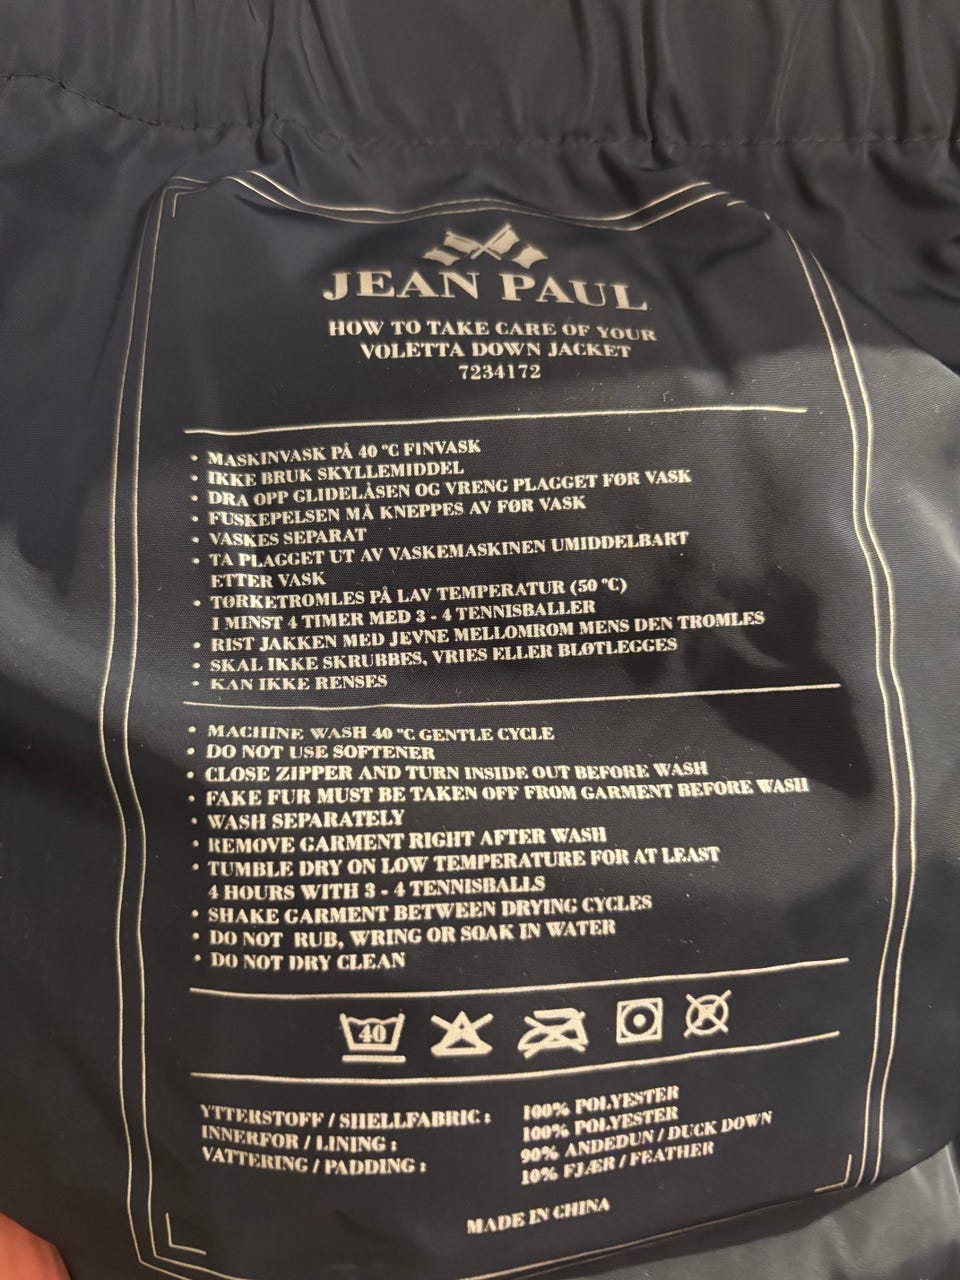 JEAN PAUL
HOW TO TAKE CARE OF YOUR
VOLETTA DOWN JACKET
7234172
• MASKINVASK PÅ 40 °C FINVASK
• IKKE BRUK SKYLLEMIDDEL
• DRA OPP GLIDELÅSEN OG VRENG PLAGGET FØR VASK
• FUSKEPELSEN MÅ KNEPPES AV FØR VASK
• VASKES SEPARAT
• TA PLAGGET UT AV VASKEMASKINEN UMIDDELBART
ETTER VASK
• TØRKETROMLES PÅ LAV TEMPERATUR (50 °C)
I MINST 4 TIMER MED 3 - 4 TENNISBALLER
• RIST JAKKEN MED JEVNE MELLOMROM MENS DEN TROMLES
• SKAL IKKE SKRUBBES, VRIES ELLER BLØTLEGGES
• KAN IKKE RENSES
• MACHINE WASH 40 °C GENTLE CYCLE
• DO NOT USE SOFTENER
• CLOSE ZIPPER AND TURN INSIDE OUT BEFORE WASH
• FAKE FUR MUST BE TAKEN OFF FROM GARMENT BEFORE WASH
• WASH SEPARATELY
• REMOVE GARMENT RIGHT AFTER WASH
• TUMBLE DRY ON LOW TEMPERATURE FOR AT LEAST
4 HOURS WITH 3 - 4 TENNISBALLS
• SHAKE GARMENT BETWEEN DRYING CYCLES
• DO NOT RUB, WRING OR SOAK IN WATER
• DO NOT DRY CLEAN
40
YTTERSTOFF / SHELLFABRIC : 100% POLYESTER
INNERFOR / LINING : 100% POLYESTER
VATTERING / PADDING : 90% ANDEDUN / DUCK DOWN
10% FJÆR / FEATHER
MADE IN CHINA